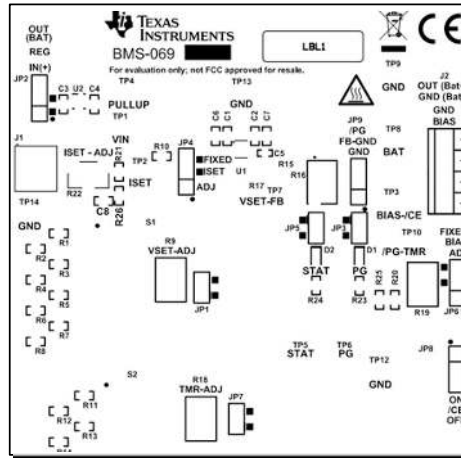 OUT
(BAT)
REG
IN(+)
JP2
TEXAS
INSTRUMENTS
BMS-069
LBL1
For evaluation only; not FCC approved for resale.
TP4
TP13
TP9
GND
J2
OUT (Bat
GND (Bat
GND
BIAS
C3
U2
C4
PULLUP
TP1
GND
C6
C1
C2
C7
C5
U1
JP9
/PG
FB-GND
GND
TP8
BAT
J1
VIN
R21
ISET - ADJ
TP2
R10
JP4
FIXED
ISET
ADJ
R15
R16
R17
TP7
VSET-FB
TP3
TP14
R22
ISET
C8
R26
S1
GND
BIAS-/CE
TP10
FIXE
BIA
AD
JP5
JP3
/PG-TMR
R1
R2
R3
R4
R5
R6
R7
R8
R9
VSET-ADJ
JP1
D2
D1
STAT
PG
R24
R23
R25
R20
R19
JP6
TP5
STAT
TP6
PG
TP12
GND
JP8
ON
/CE
OFF
S2
R18
TMR-ADJ
JP7
R11
R12
R13